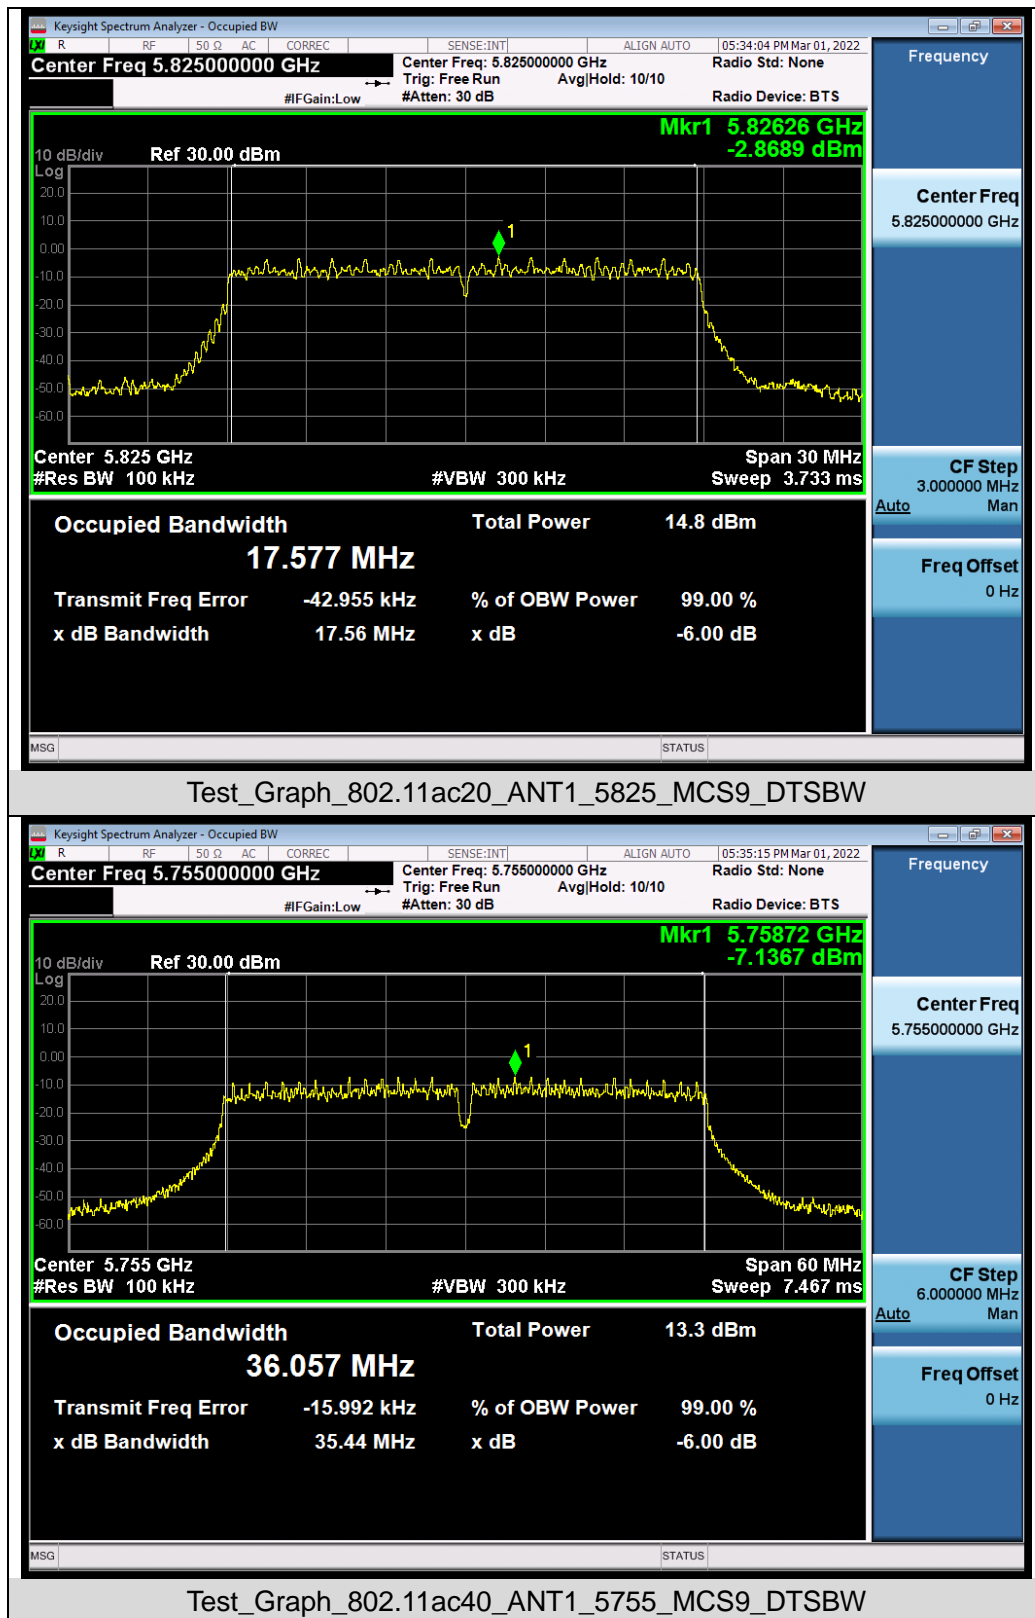 Keysight Spectrum Analyzer - Occupied BW
LXI R RF 50 Ω AC CORREC SENSE:INT ALIGN AUTO 05:34:04 PM Mar 01, 2022
Center Freq 5.825000000 GHz
Center Freq: 5.825000000 GHz Radio Std: None
Trig: Free Run Avg|Hold: 10/10
#IFGain:Low #Atten: 30 dB Radio Device: BTS
Frequency
Mkr1 5.82626 GHz
-2.8689 dBm
10 dB/div Ref 30.00 dBm
Log
20.0
10.0
0.00
-10.0
-20.0
-30.0
-40.0
-50.0
-60.0
1
Center 5.825 GHz Span 30 MHz
#Res BW 100 kHz #VBW 300 kHz Sweep 3.733 ms
Center Freq
5.825000000 GHz
CF Step
3.000000 MHz
Auto Man
Freq Offset
0 Hz
Occupied Bandwidth Total Power 14.8 dBm
17.577 MHz
Transmit Freq Error -42.955 kHz % of OBW Power 99.00 %
x dB Bandwidth 17.56 MHz x dB -6.00 dB
MSG STATUS
Test_Graph_802.11ac20_ANT1_5825_MCS9_DTSBW
Keysight Spectrum Analyzer - Occupied BW
LXI R RF 50 Ω AC CORREC SENSE:INT ALIGN AUTO 05:35:15 PM Mar 01, 2022
Center Freq 5.755000000 GHz
Center Freq: 5.755000000 GHz Radio Std: None
Trig: Free Run Avg|Hold: 10/10
#IFGain:Low #Atten: 30 dB Radio Device: BTS
Frequency
Mkr1 5.75872 GHz
-7.1367 dBm
10 dB/div Ref 30.00 dBm
Log
20.0
10.0
0.00
-10.0
-20.0
-30.0
-40.0
-50.0
-60.0
1
Center 5.755 GHz Span 60 MHz
#Res BW 100 kHz #VBW 300 kHz Sweep 7.467 ms
Center Freq
5.755000000 GHz
CF Step
6.000000 MHz
Auto Man
Freq Offset
0 Hz
Occupied Bandwidth Total Power 13.3 dBm
36.057 MHz
Transmit Freq Error -15.992 kHz % of OBW Power 99.00 %
x dB Bandwidth 35.44 MHz x dB -6.00 dB
MSG STATUS
Test_Graph_802.11ac40_ANT1_5755_MCS9_DTSBW